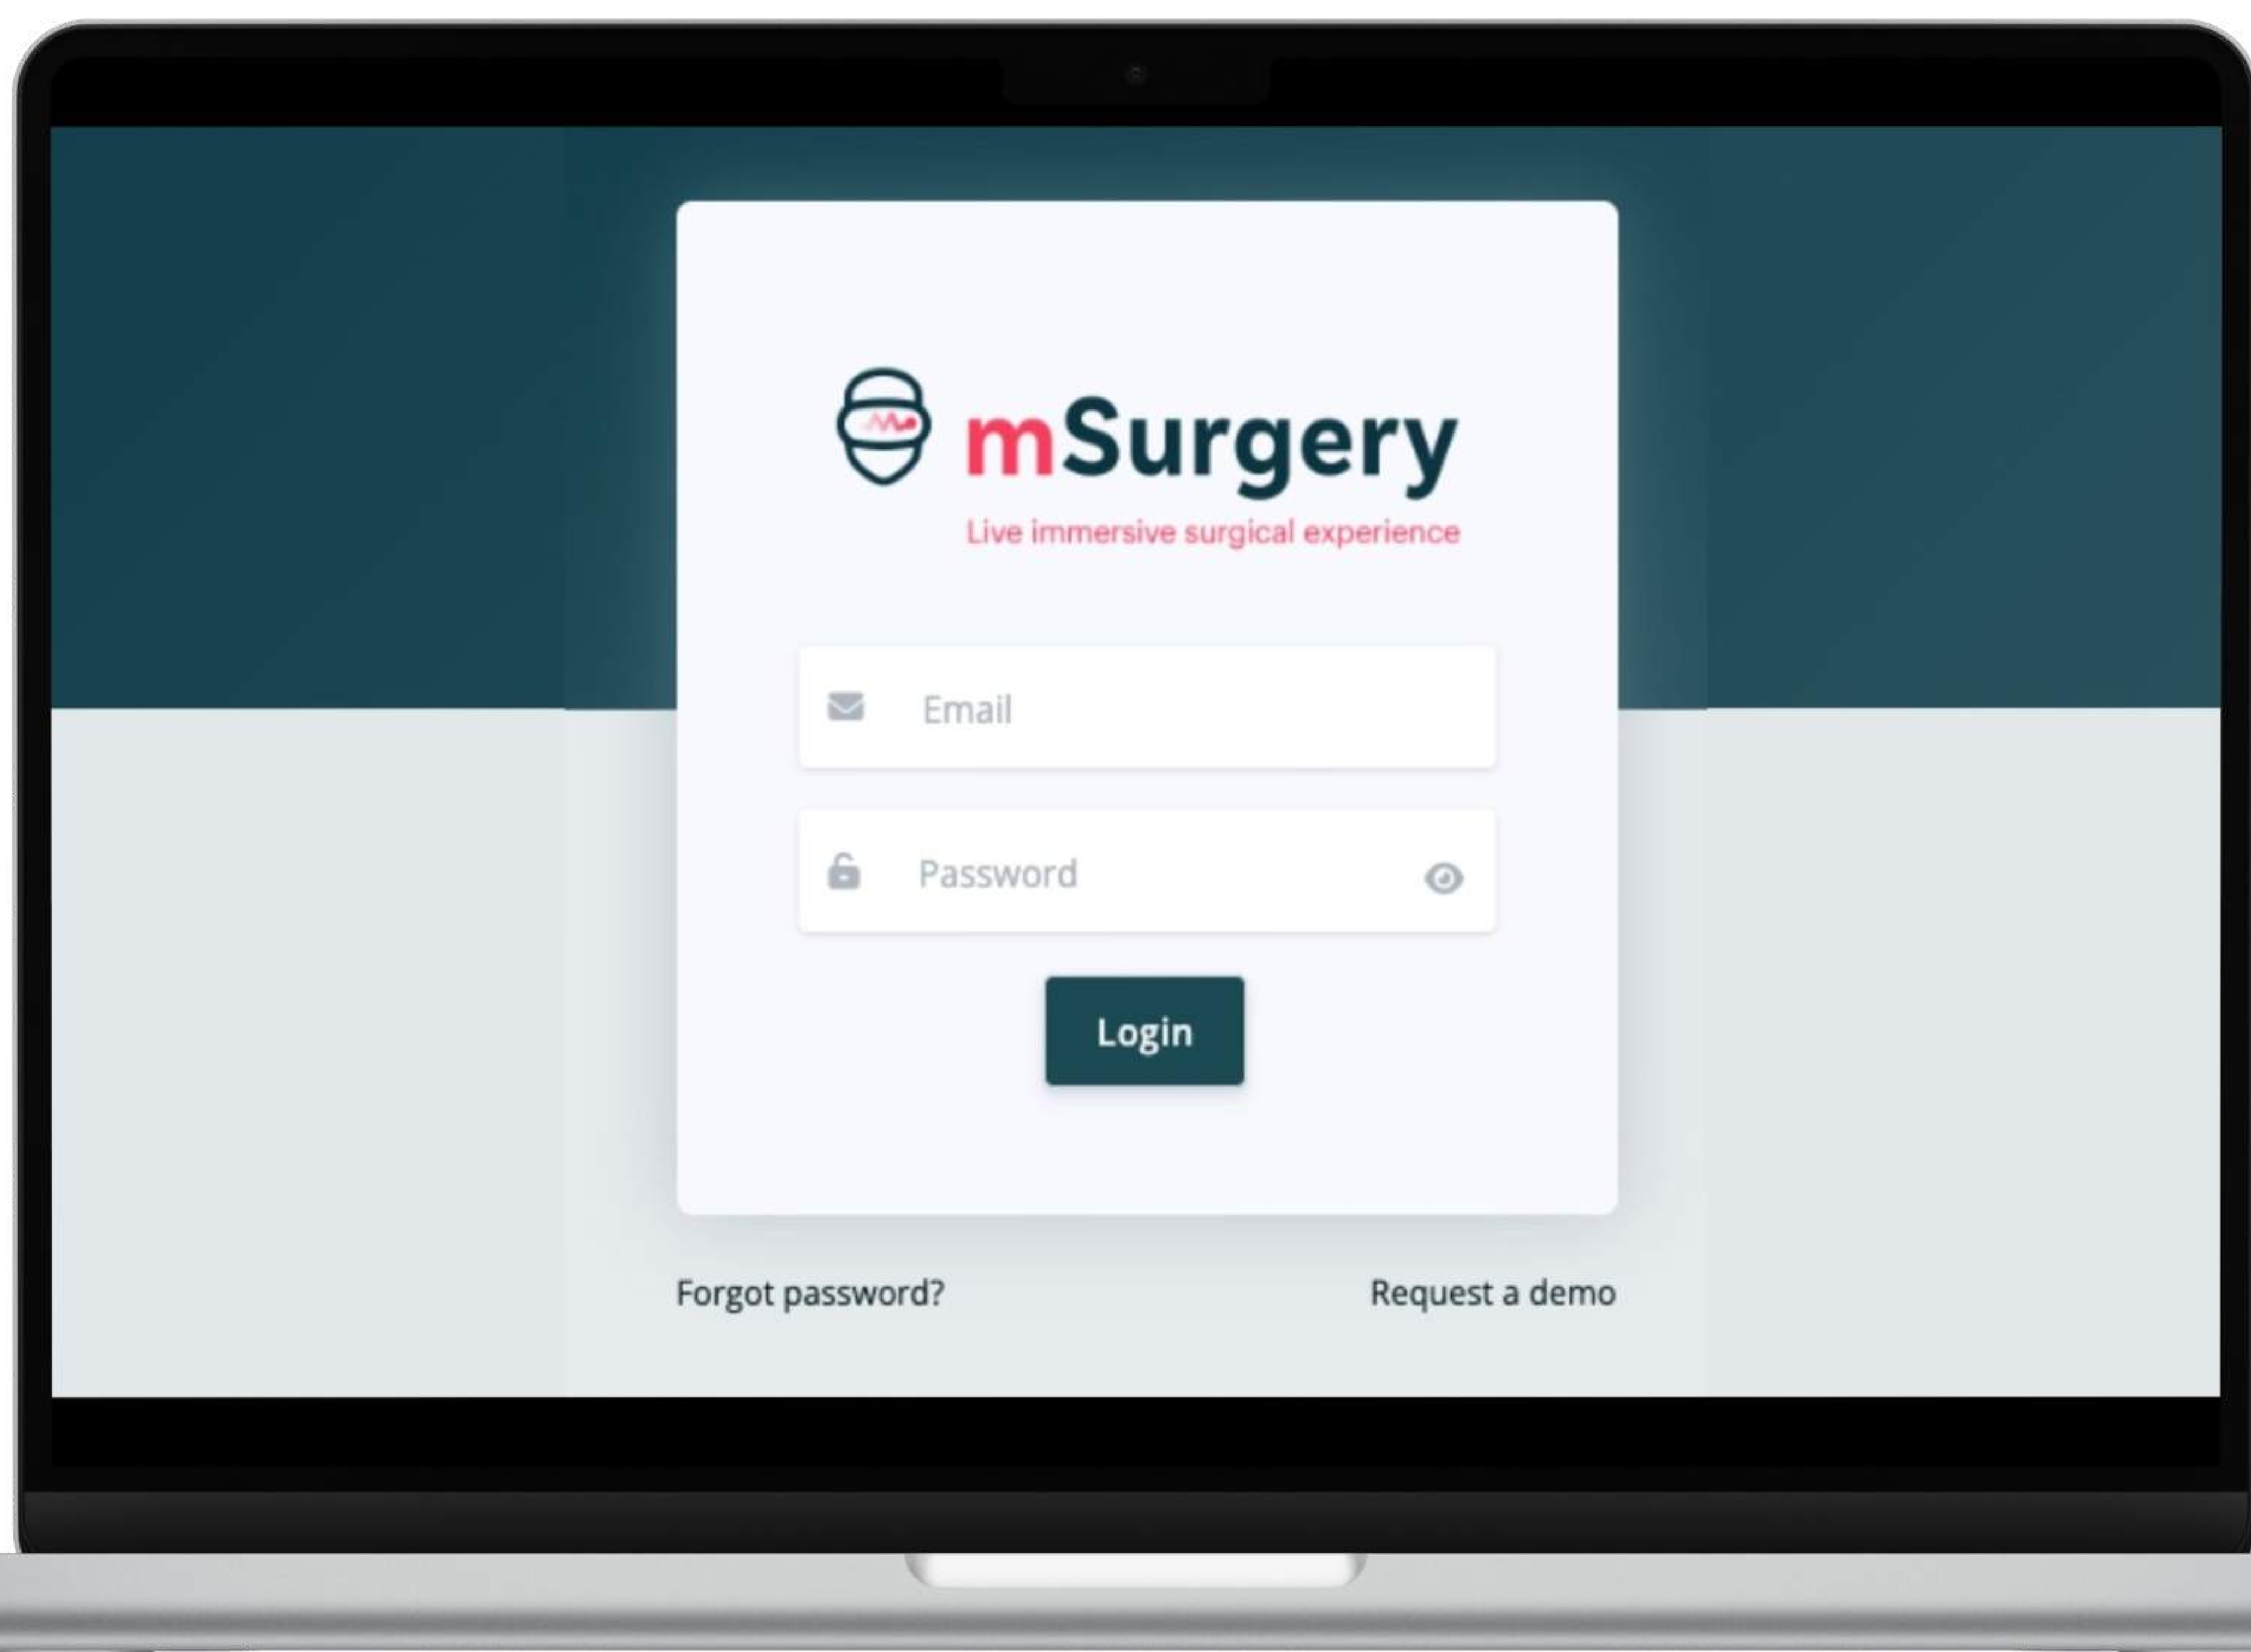 mSurgery
Live immersive surgical experience
Email
Password
Login
Forgot password?
Request a demo